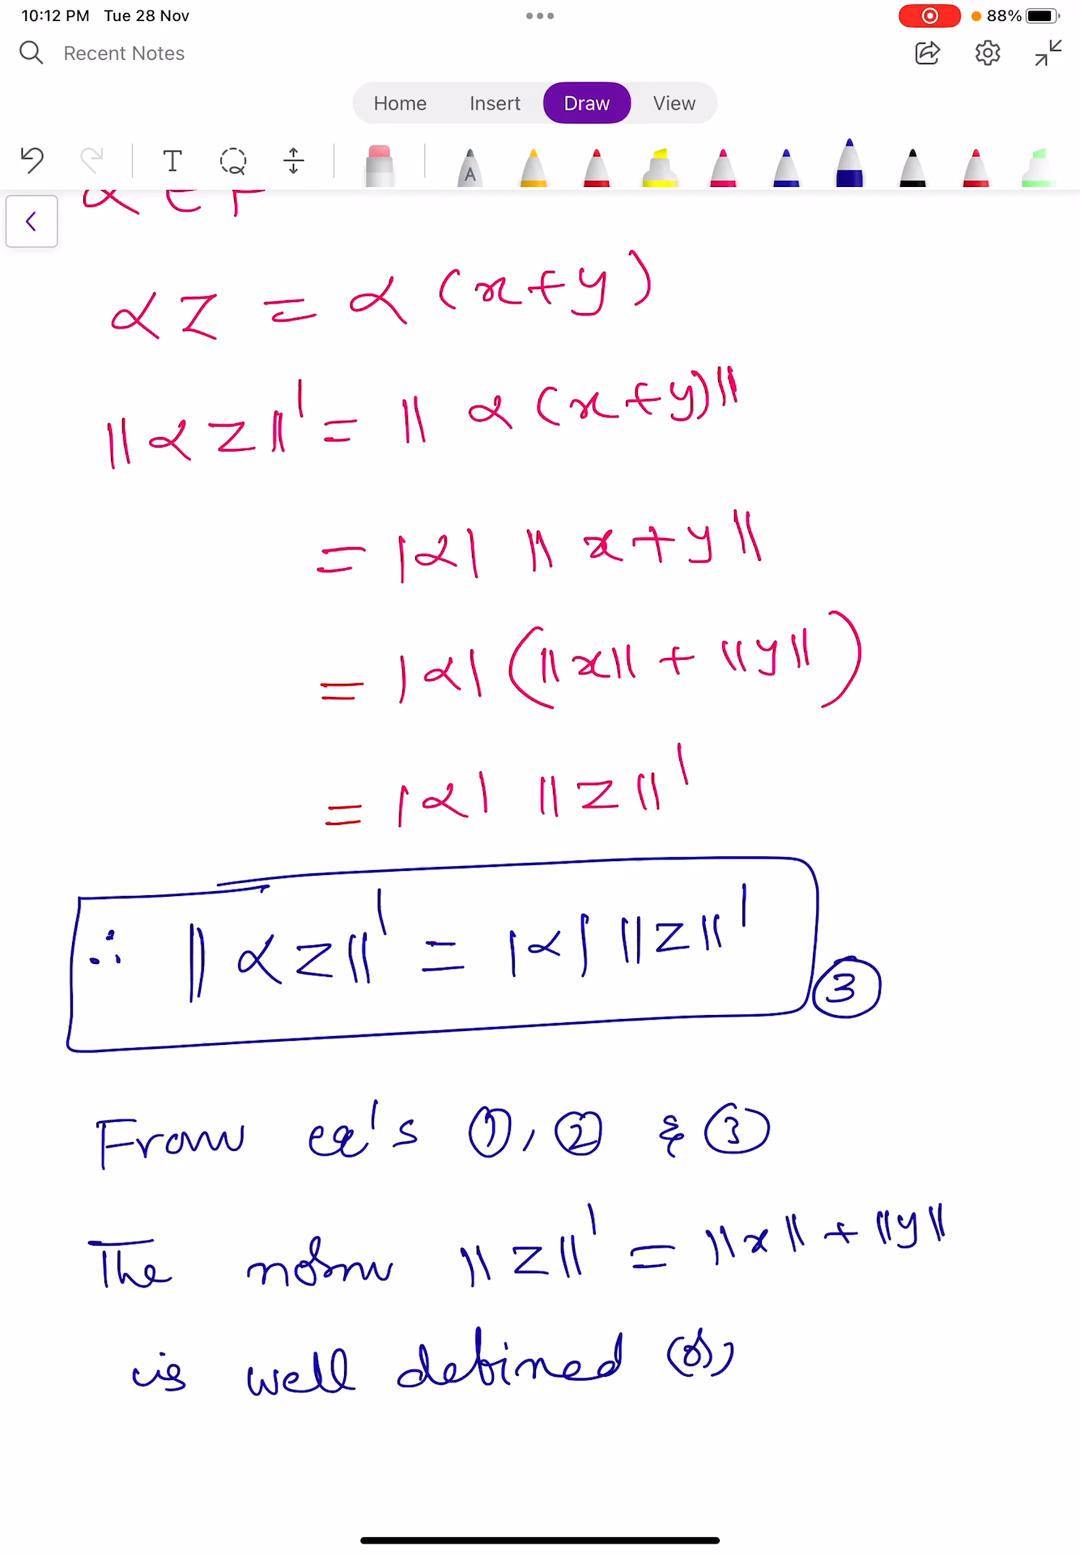 10:12 PM Tue 28 Nov 88%
Recent Notes
Home Insert Draw View
T A
α ∈ F
αz = α (x+y)
||αz||' = || α (x+y)||
= |α| || x+y ||
= |α| (||x|| + ||y||)
= |α| ||z||'
∴ || αz||' = |α| ||z||' ③
From eq's ①, ② & ③
The norm ||z||' = ||x|| + ||y||
is well defined (or)